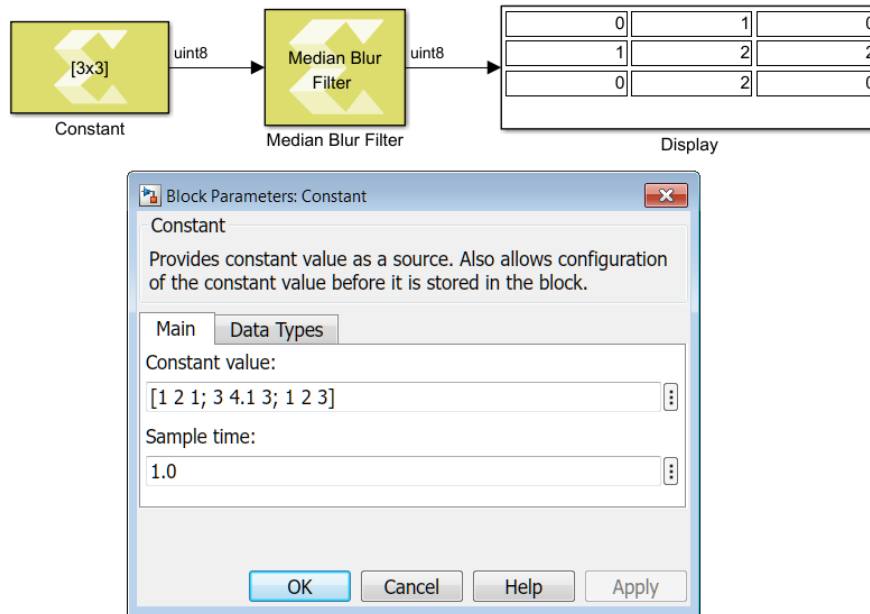 [3x3]
Constant
uint8
Median Blur
Filter
Median Blur Filter
uint8
0 1 0
1 2 2
0 2 0
Display
Block Parameters: Constant
Constant
Provides constant value as a source. Also allows configuration
of the constant value before it is stored in the block.
Main Data Types
Constant value:
[1 2 1; 3 4.1 3; 1 2 3]
Sample time:
1.0
OK Cancel Help Apply